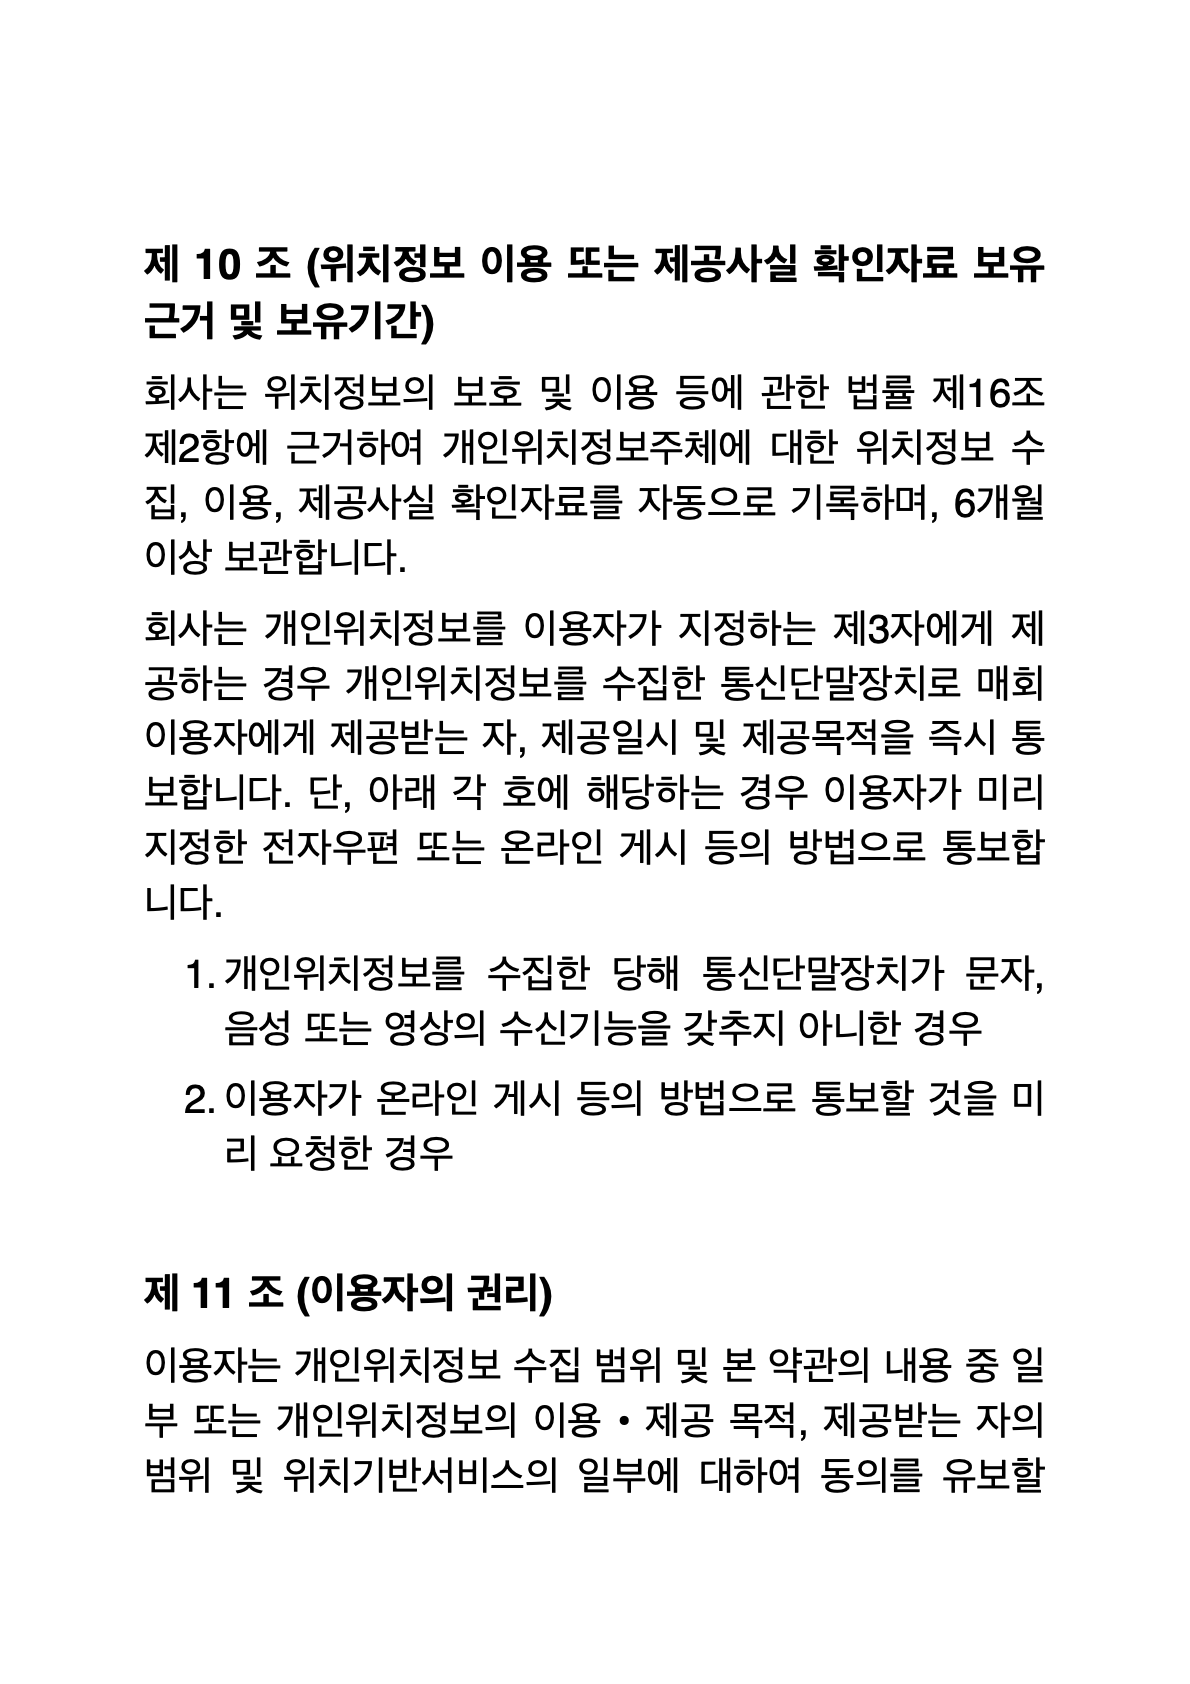 제 10 조 (위치정보 이용 또는 제공사실 확인자료 보유
근거 및 보유기간)
회사는 위치정보의 보호 및 이용 등에 관한 법률 제16조
제2항에 근거하여 개인위치정보주체에 대한 위치정보 수
집, 이용, 제공사실 확인자료를 자동으로 기록하며, 6개월
이상 보관합니다.
회사는 개인위치정보를 이용자가 지정하는 제3자에게 제
공하는 경우 개인위치정보를 수집한 통신단말장치로 매회
이용자에게 제공받는 자, 제공일시 및 제공목적을 즉시 통
보합니다. 단, 아래 각 호에 해당하는 경우 이용자가 미리
지정한 전자우편 또는 온라인 게시 등의 방법으로 통보합
니다.
1. 개인위치정보를 수집한 당해 통신단말장치가 문자,
음성 또는 영상의 수신기능을 갖추지 아니한 경우
2. 이용자가 온라인 게시 등의 방법으로 통보할 것을 미
리 요청한 경우
제 11 조 (이용자의 권리)
이용자는 개인위치정보 수집 범위 및 본 약관의 내용 중 일
부 또는 개인위치정보의 이용 • 제공 목적, 제공받는 자의
범위 및 위치기반서비스의 일부에 대하여 동의를 유보할